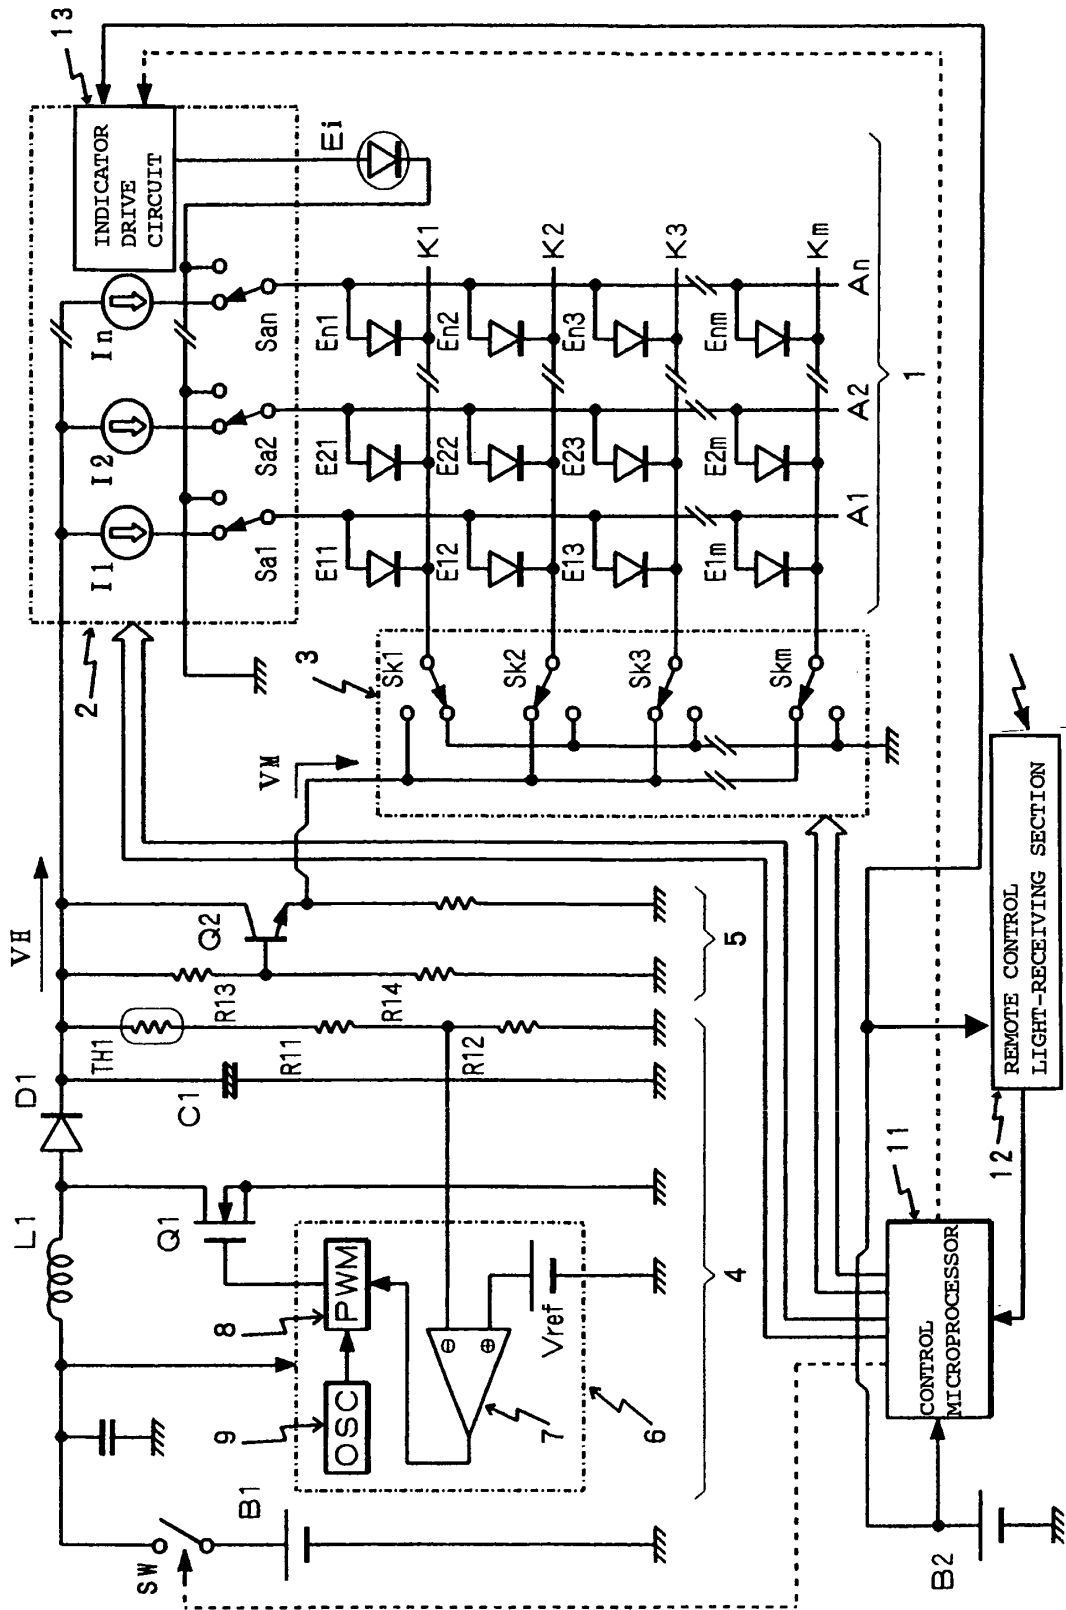 SW
B1
L1
D1
VH
9
OSC
8
PWM
Q1
7
Vref
6
C1
TH1
R11
R12
4
R13
R14
Q2
5
VM
2
I1
I2
In
13
INDICATOR
DRIVE
CIRCUIT
Sa1
Sa2
San
Ei
3
Sk1
Sk2
Sk3
Skm
E11
E21
En1
K1
E12
E22
En2
K2
E13
E23
En3
K3
E1m
E2m
Enm
Km
A1
A2
An
1
B2
CONTROL
MICROPROCESSOR
11
12
REMOTE CONTROL
LIGHT-RECEIVING SECTION